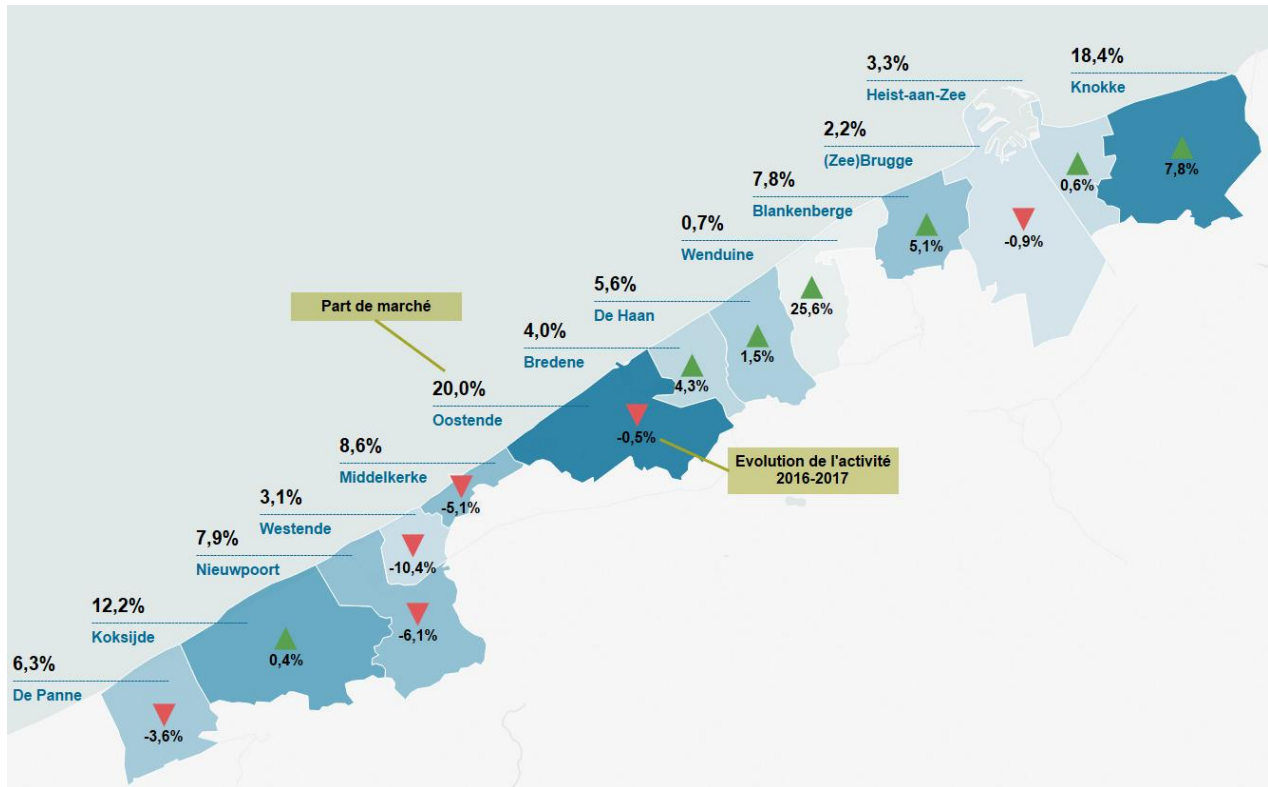 3,3%
Heist-aan-Zee
18,4%
Knokke
2,2%
(Zee)Brugge
7,8%
Blankenberge
0,7%
Wenduine
5,6%
De Haan
4,0%
Bredene
20,0%
Oostende
8,6%
Middelkerke
3,1%
Westende
7,9%
Nieuwpoort
12,2%
Koksijde
6,3%
De Panne
Part de marché
Evolution de l'activité
2016-2017
7,8%
0,6%
-0,9%
5,1%
25,6%
1,5%
4,3%
-0,5%
-5,1%
-10,4%
-6,1%
0,4%
-3,6%